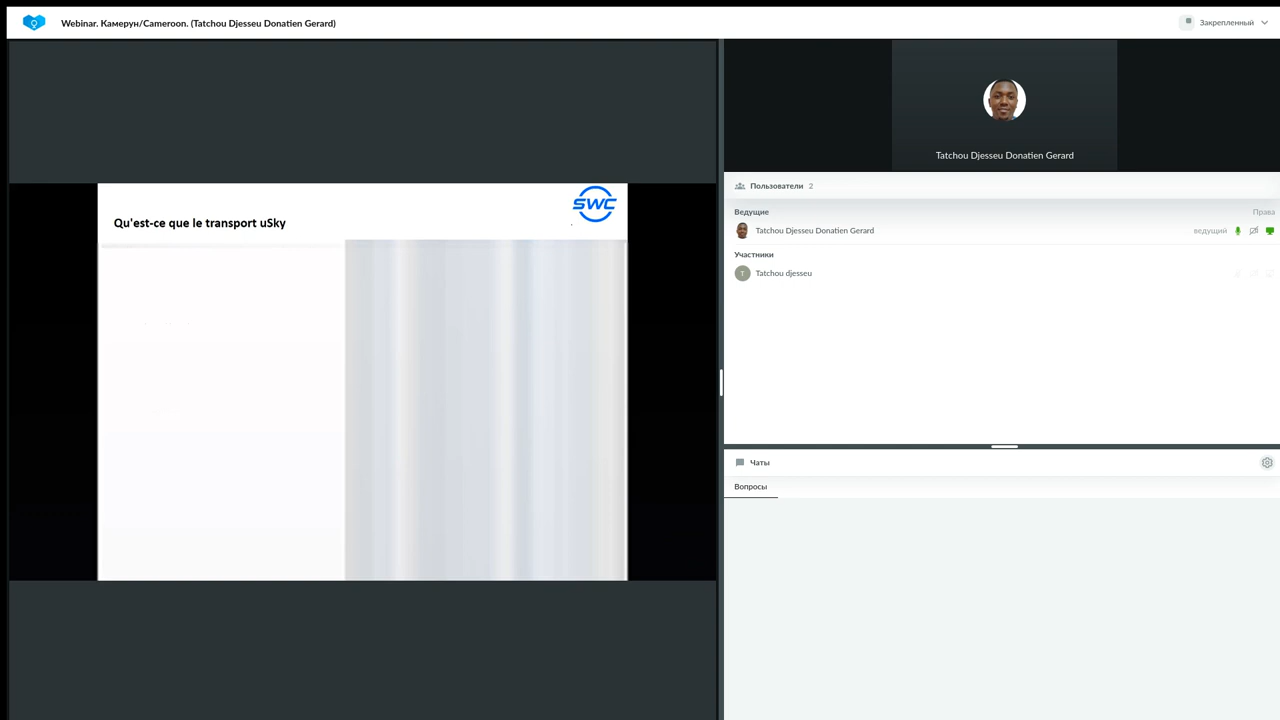 Webinar. Камерун/Cameroon. (Tatchou Djesseu Donatien Gerard)
Закрепленный
SWC
Qu'est-ce que le transport uSky
Tatchou Djesseu Donatien Gerard
Пользователи 2
Ведущие Права
Tatchou Djesseu Donatien Gerard ведущий
Участники
T Tatchou djesseu
Чаты
Вопросы